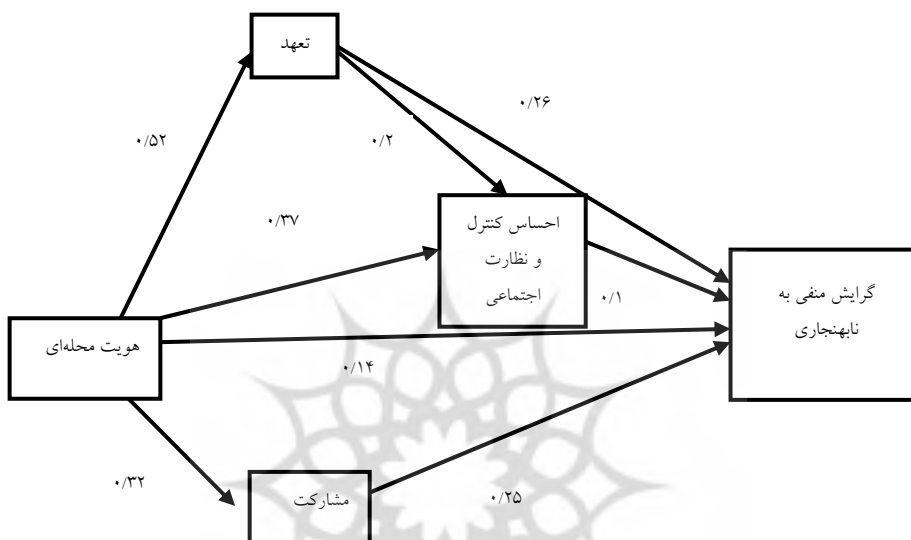 تعهد
۰/۲۶
۰/۵۲
۰/۲
۰/۳۷
احساس کنترل
و نظارت
اجتماعی
گرایش منفی به
نابهنجاری
۰/۱
هویت محله‌ای
۰/۱۴
۰/۳۲
مشارکت
۰/۲۵